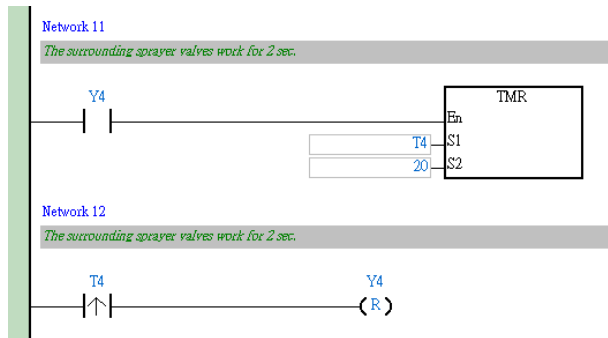 Network 11
The surrounding sprayer valves work for 2 sec.
Y4
TMR
En
T4 S1
20 S2
Network 12
The surrounding sprayer valves work for 2 sec.
T4 Y4
R